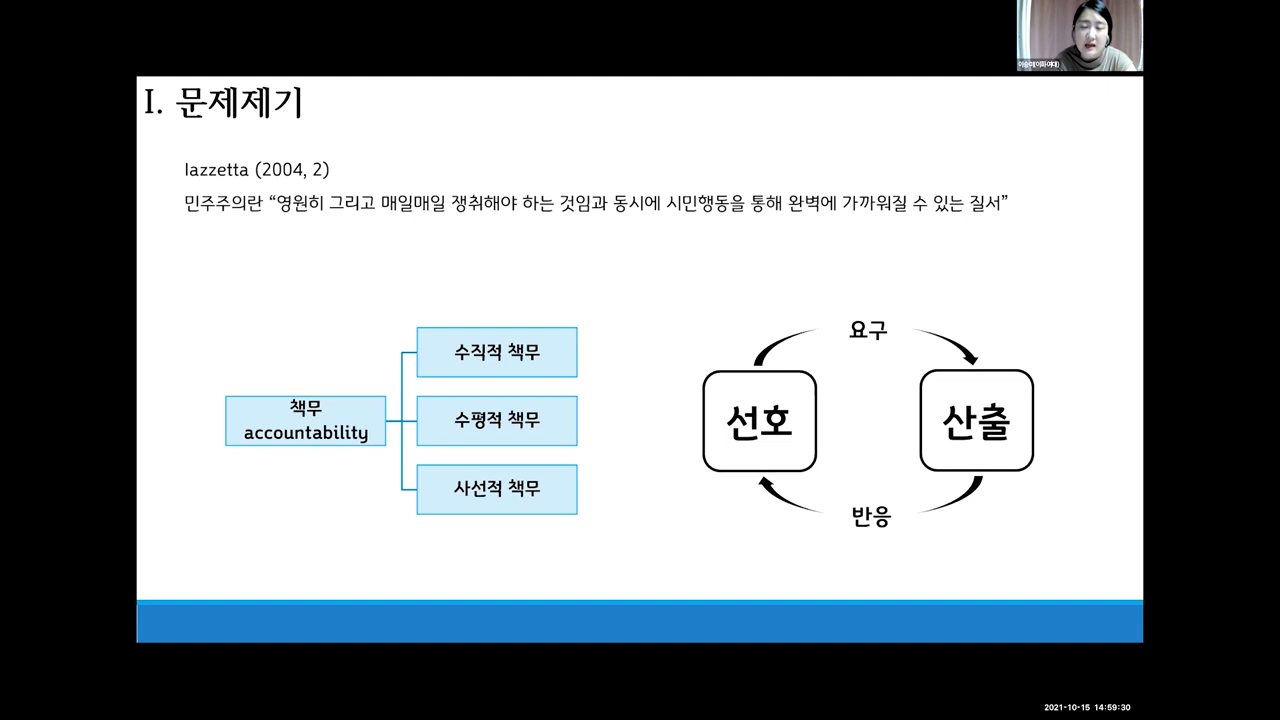 I. 문제제기
Iazzetta (2004, 2)
민주주의란 “영원히 그리고 매일매일 쟁취해야 하는 것임과 동시에 시민행동을 통해 완벽에 가까워질 수 있는 질서”
책무
accountability
수직적 책무
수평적 책무
사선적 책무
요구
선호
산출
반응
2021-10-15 14:59:30